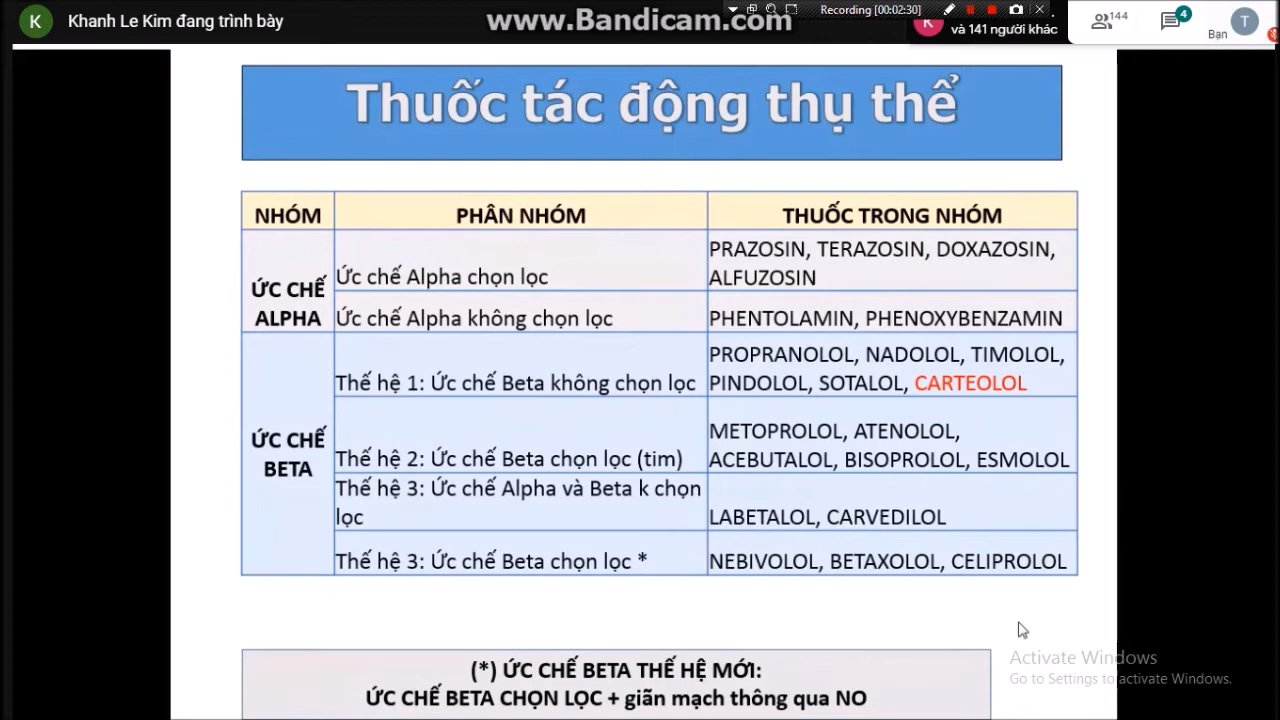 Khanh Le Kim đang trình bày
www.Bandicam.com
Recording [00:02:30]
K
K
và 141 người khác
144
4
Bạn
T
Thuốc tác động thụ thể
NHÓM
PHÂN NHÓM
THUỐC TRONG NHÓM
ỨC CHẾ
ALPHA
Ức chế Alpha chọn lọc
PRAZOSIN, TERAZOSIN, DOXAZOSIN,
ALFUZOSIN
Ức chế Alpha không chọn lọc
PHENTOLAMIN, PHENOXYBENZAMIN
ỨC CHẾ
BETA
Thế hệ 1: Ức chế Beta không chọn lọc
PROPRANOLOL, NADOLOL, TIMOLOL,
PINDOLOL, SOTALOL, CARTEOLOL
Thế hệ 2: Ức chế Beta chọn lọc (tim)
METOPROLOL, ATENOLOL,
ACEBUTALOL, BISOPROLOL, ESMOLOL
Thế hệ 3: Ức chế Alpha và Beta k chọn
lọc
LABETALOL, CARVEDILOL
Thế hệ 3: Ức chế Beta chọn lọc *
NEBIVOLOL, BETAXOLOL, CELIPROLOL
(*) ỨC CHẾ BETA THẾ HỆ MỚI:
ỨC CHẾ BETA CHỌN LỌC + giãn mạch thông qua NO
Activate Windows
Go to Settings to activate Windows.